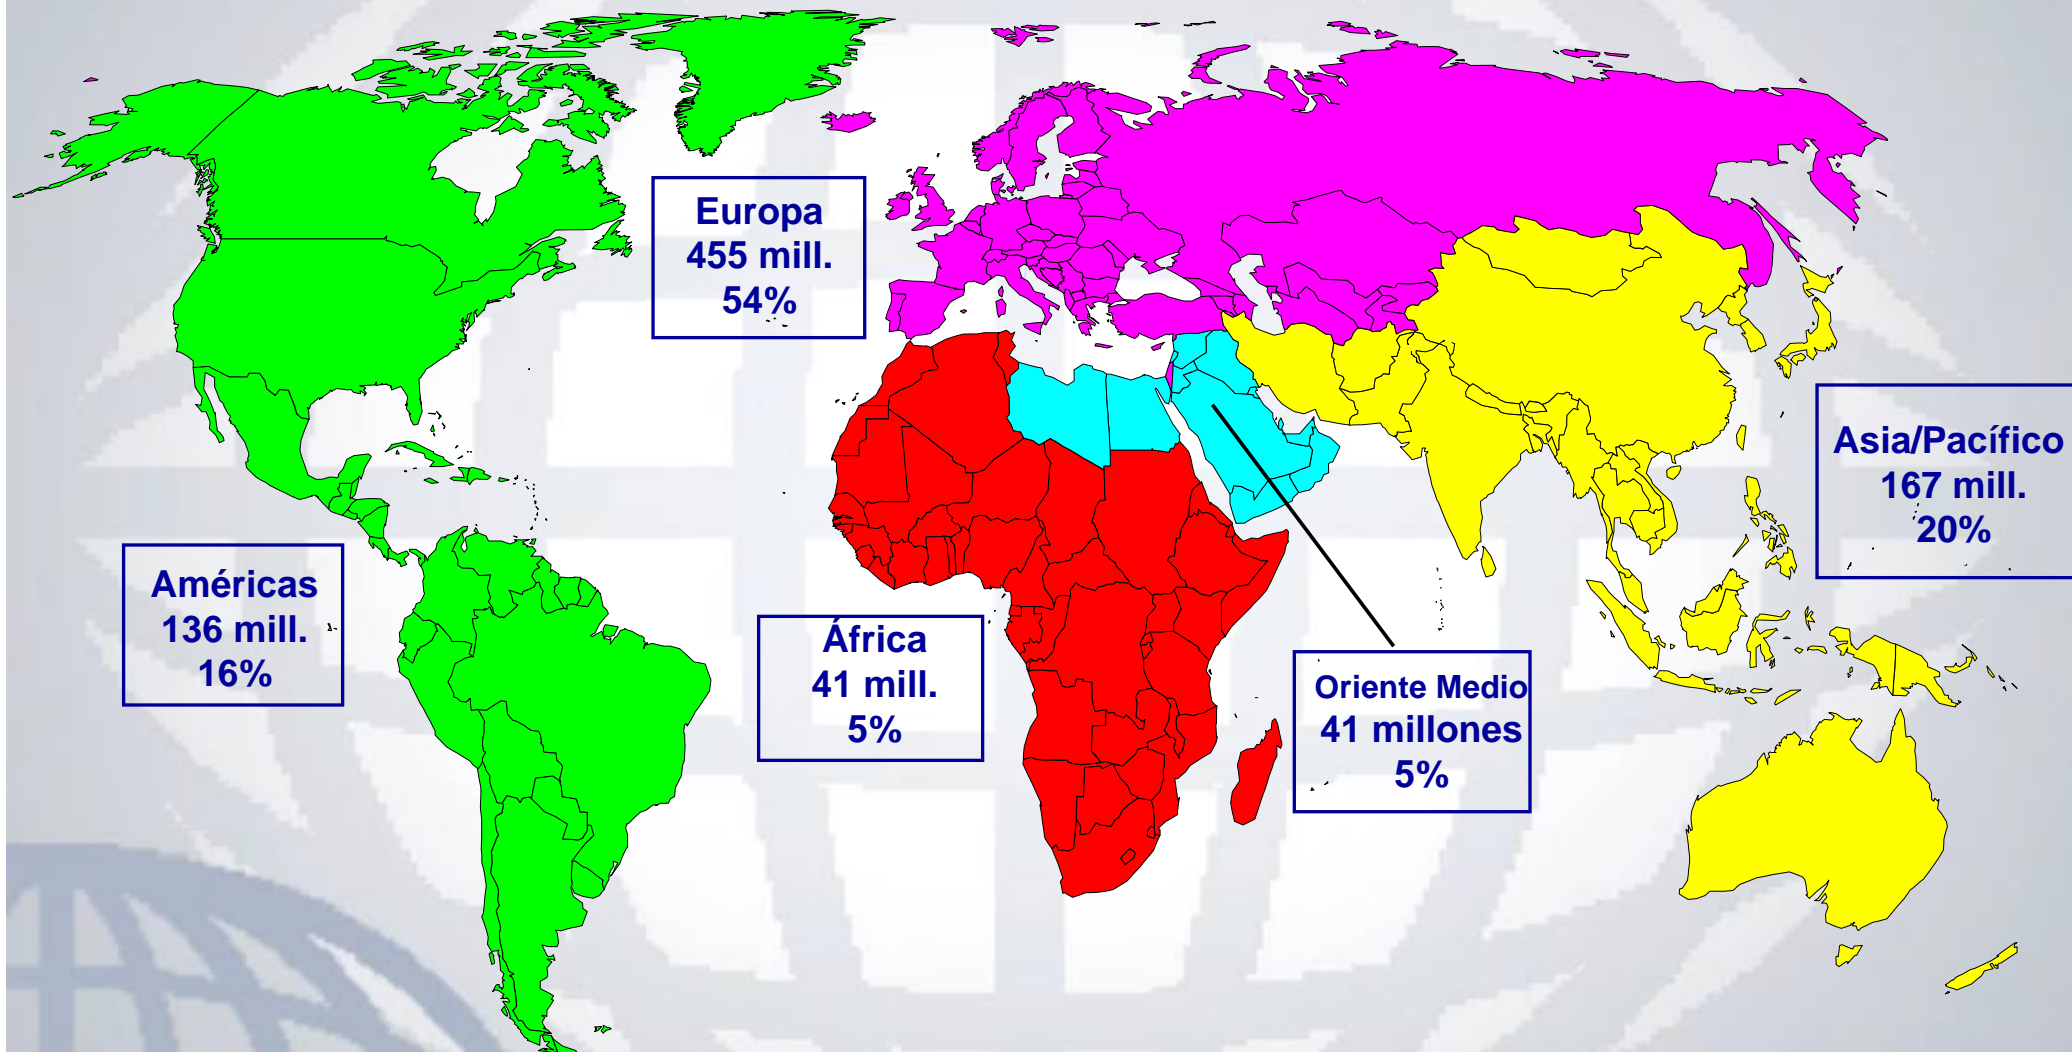 Europa
455 mill.
54%
Asia/Pacífico
167 mill.
20%
Américas
136 mill.
16%
África
41 mill.
5%
Oriente Medio
41 millones
5%